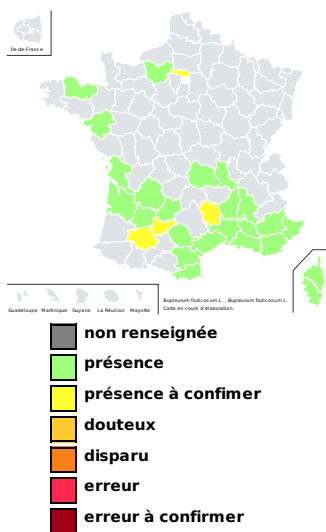 Île-de-France
Guadeloupe Martinique Guyane La Réunion Mayotte
Bupleurum fruticosum L. , Bupleurum fruticosum L.
Carte en cours d'élaboration.
non renseignée
présence
présence à confimer
douteux
disparu
erreur
erreur à confirmer